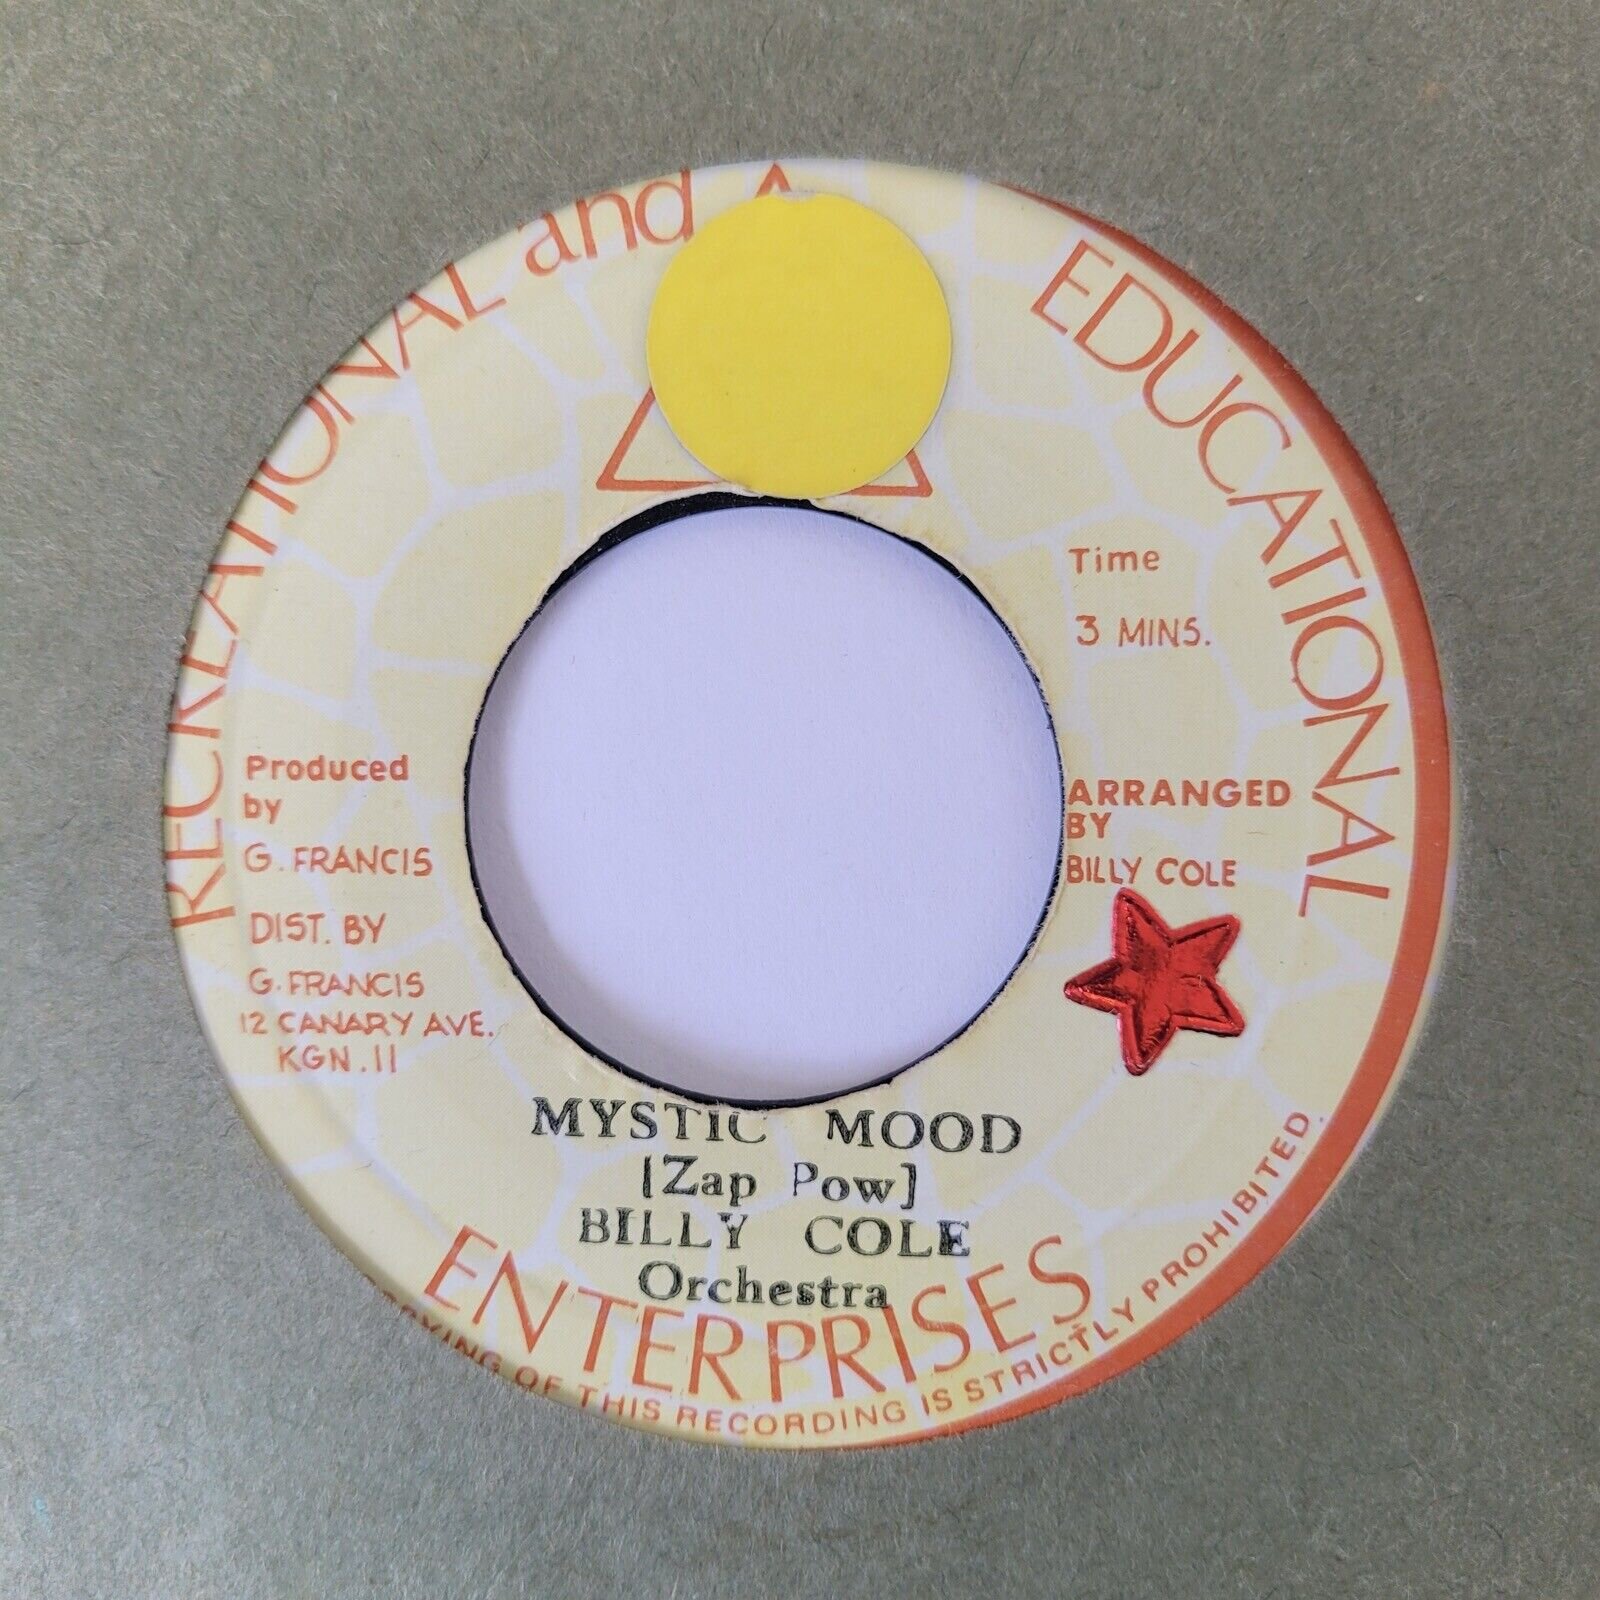 RECREATIONAL and EDUCATIONAL
Time
3 MINS.
Produced
by
G. FRANCIS
DIST. BY
G. FRANCIS
12 CANARY AVE.
KGN. 11
ARRANGED
BY
BILLY COLE
MYSTIC MOOD
[Zap Pow]
BILLY COLE
Orchestra
ENTERPRISES
OF THIS RECORDING IS STRICTLY PROHIBITED.